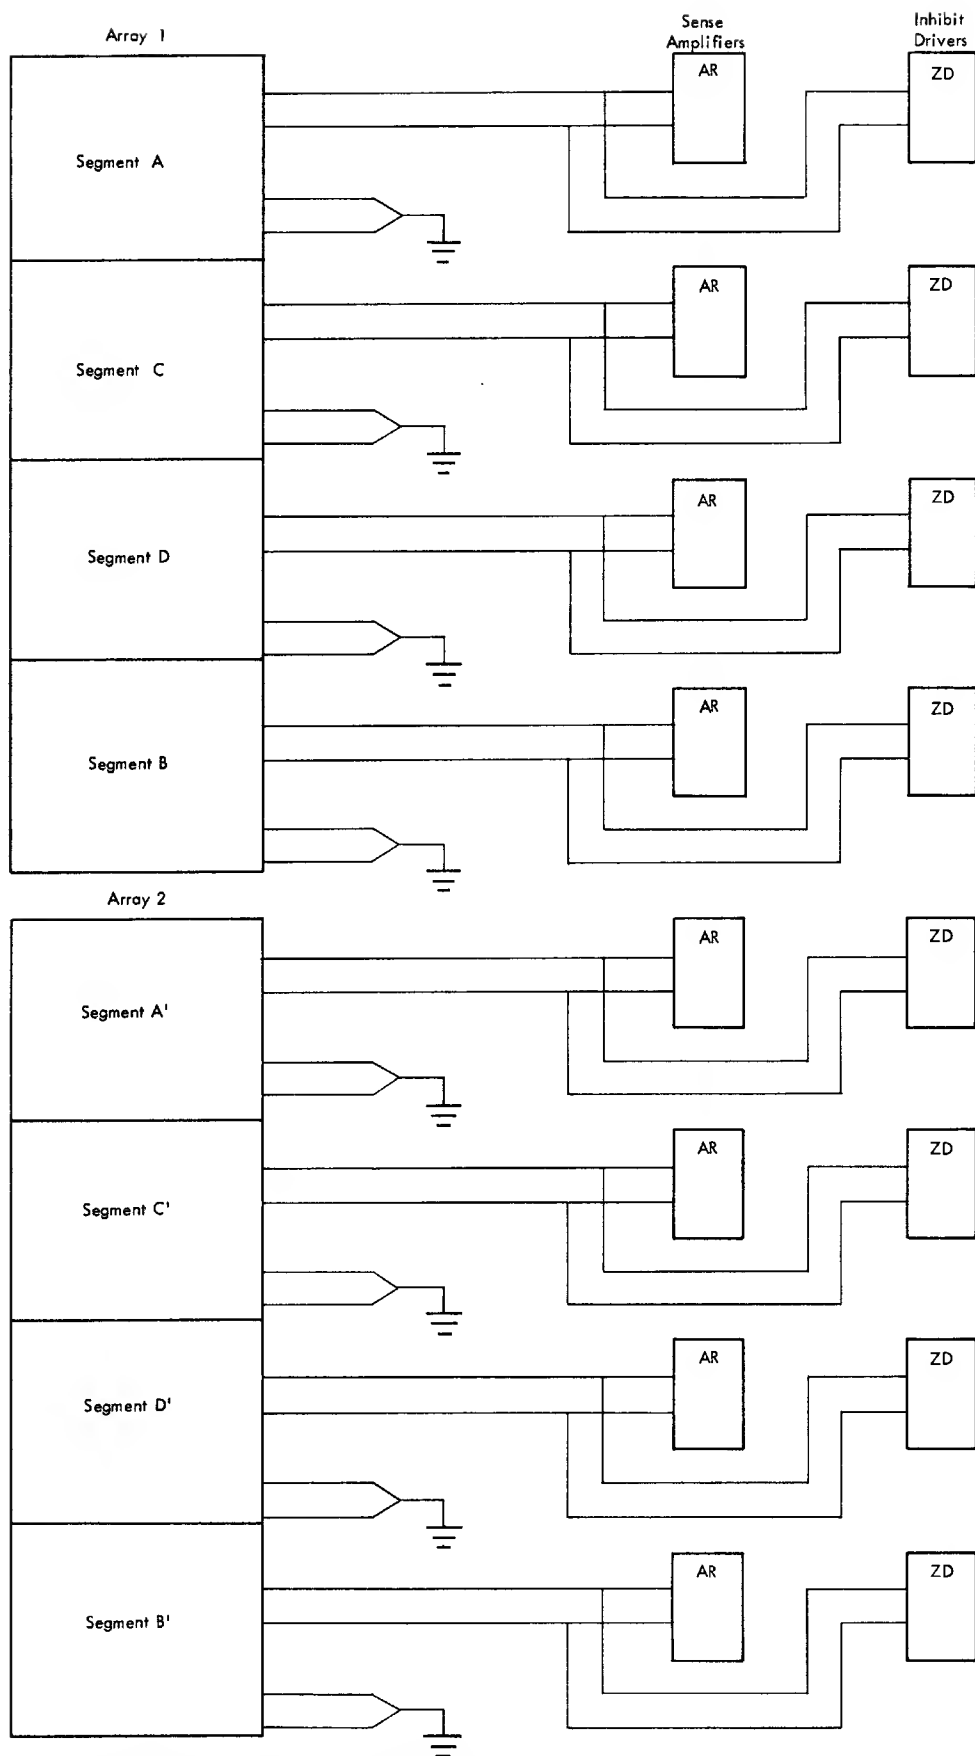 Array 1
Sense
Amplifiers
Inhibit
Drivers
AR
ZD
Segment A
AR
ZD
Segment C
AR
ZD
Segment D
AR
ZD
Segment B
Array 2
AR
ZD
Segment A'
AR
ZD
Segment C'
AR
ZD
Segment D'
AR
ZD
Segment B'